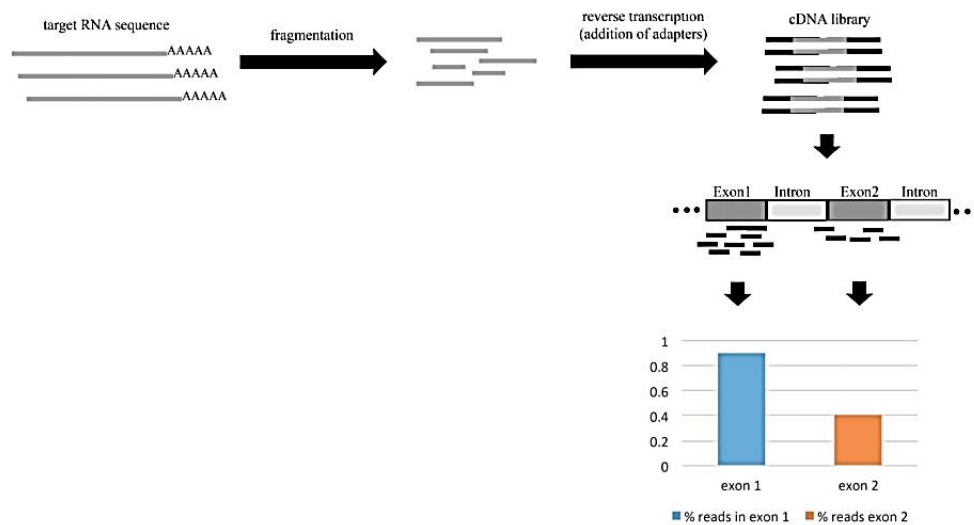 target RNA sequence
AAAAA
AAAAA
AAAAA
fragmentation
reverse transcription
(addition of adapters)
cDNA library
Exon1 Intron Exon2 Intron
1
0.8
0.6
0.4
0.2
0
exon 1 exon 2
% reads in exon 1 % reads exon 2